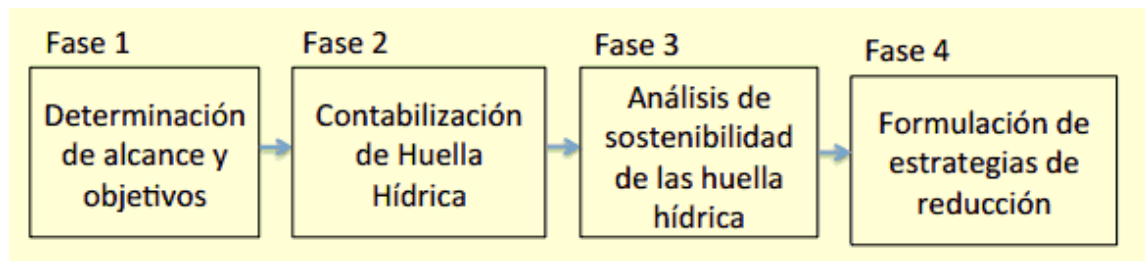 Fase 1
Determinación
de alcance y
objetivos
Fase 2
Contabilización
de Huella
Hídrica
Fase 3
Análisis de
sostenibilidad
de las huella
hídrica
Fase 4
Formulación de
estrategias de
reducción